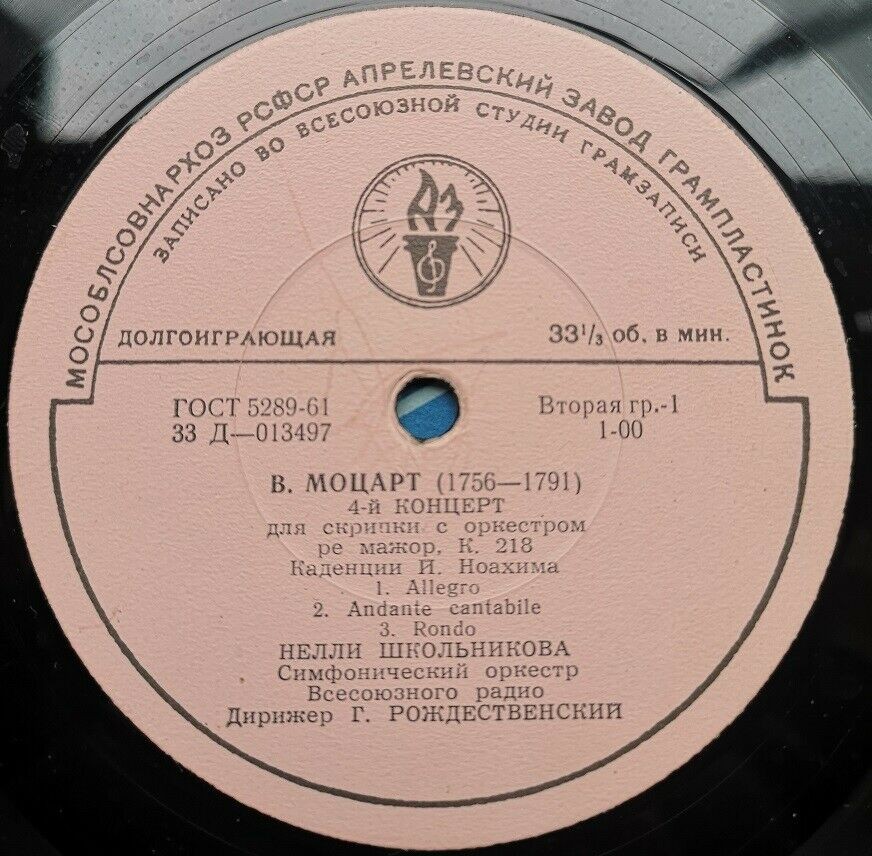 МОСОБЛСОВНАРХОЗ РСФСР АПРЕЛЕВСКИЙ ЗАВОД ГРАМПЛАСТИНОК
ЗАПИСАНО ВО ВСЕСОЮЗНОЙ СТУДИИ ГРАМЗАПИСИ
АЗ
ДОЛГОИГРАЮЩАЯ 33⅓ об. в мин.
ГОСТ 5289-61 Вторая гр.-1
33 Д—013497 1-00
В. МОЦАРТ (1756—1791)
4-й КОНЦЕРТ
для скрипки с оркестром
ре мажор, К. 218
Каденции И. Иоахима
1. Allegro
2. Andante cantabile
3. Rondo
НЕЛЛИ ШКОЛЬНИКОВА
Симфонический оркестр
Всесоюзного радио
Дирижер Г. РОЖДЕСТВЕНСКИЙ